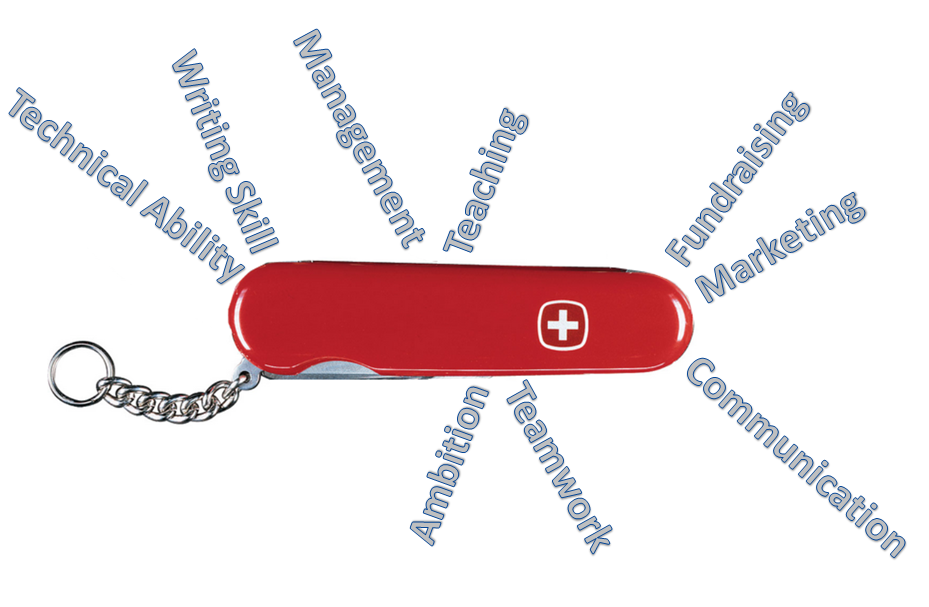 Technical Ability
Writing Skill
Management
Teaching
Fundraising
Marketing
Ambition
Teamwork
Communication